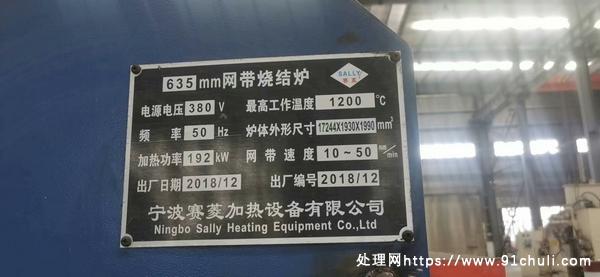 635mm网带烧结炉
SALLY
赛菱
电源电压 380 V 最高工作温度 1200 ℃
频率 50 Hz 炉体外形尺寸 17244X1930X1990 mm³
加热功率 192 kW 网带速度 10~50 mm/min
出厂日期 2018/12 出厂编号 2018/12
宁波赛菱加热设备有限公司
Ningbo Sally Heating Equipment Co.,Ltd
处理网https://www.91chuli.com/